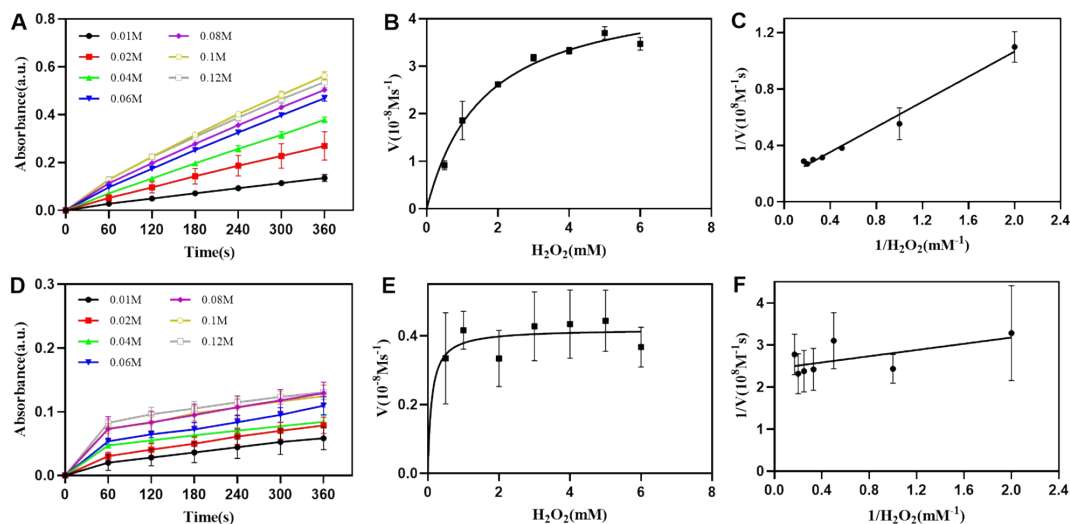 A
Absorbance(a.u.)
0.8
0.6
0.4
0.2
0.0
0.01M
0.02M
0.04M
0.06M
0.08M
0.1M
0.12M
0 60 120 180 240 300 360
Time(s)
B
V(10⁻⁸Ms⁻¹)
4
3
2
1
0
0 2 4 6 8
H₂O₂(mM)
C
1/V(10⁸M⁻¹s)
1.2
0.8
0.4
0.0
0.0 0.4 0.8 1.2 1.6 2.0 2.4
1/H₂O₂(mM⁻¹)
D
Absorbance(a.u.)
0.3
0.2
0.1
0.0
0.01M
0.02M
0.04M
0.06M
0.08M
0.1M
0.12M
0 60 120 180 240 300 360
Time(s)
E
V(10⁻⁸Ms⁻¹)
0.4
0.2
0.0
0 2 4 6 8
H₂O₂(mM)
F
1/V(10⁸M⁻¹s)
4
3
2
1
0
0.0 0.4 0.8 1.2 1.6 2.0 2.4
1/H₂O₂(mM⁻¹)